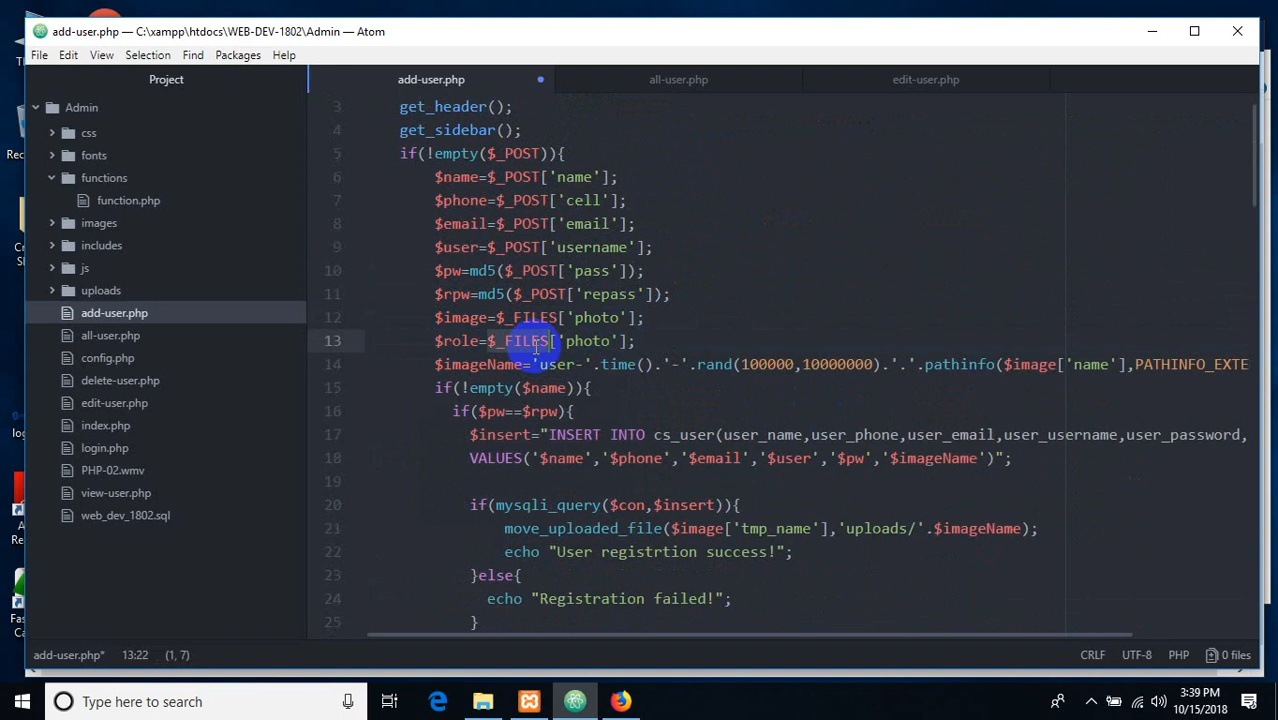 add-user.php — C:\xampp\htdocs\WEB-DEV-1802\Admin — Atom
File Edit View Selection Find Packages Help
Project
add-user.php
all-user.php
edit-user.php
Admin
css
fonts
functions
function.php
images
includes
js
uploads
add-user.php
all-user.php
config.php
delete-user.php
edit-user.php
index.php
login.php
PHP-02.wmv
view-user.php
web_dev_1802.sql
3 get_header();
4 get_sidebar();
5 if(!empty($_POST)){
6 $name=$_POST['name'];
7 $phone=$_POST['cell'];
8 $email=$_POST['email'];
9 $user=$_POST['username'];
10 $pw=md5($_POST['pass']);
11 $rpw=md5($_POST['repass']);
12 $image=$_FILES['photo'];
13 $role=$_FILES['photo'];
14 $imageName='user-'.time().'-'.rand(100000,10000000).'.'.pathinfo($image['name'],PATHINFO_EXTE
15 if(!empty($name)){
16 if($pw==$rpw){
17 $insert="INSERT INTO cs_user(user_name,user_phone,user_email,user_username,user_password,
18 VALUES('$name','$phone','$email','$user','$pw','$imageName')";
19
20 if(mysqli_query($con,$insert)){
21 move_uploaded_file($image['tmp_name'],'uploads/'.$imageName);
22 echo "User registrtion success!";
23 }else{
24 echo "Registration failed!";
25 }
add-user.php* 13:22 (1, 7) CRLF UTF-8 PHP 0 files
Type here to search
3:39 PM
10/15/2018